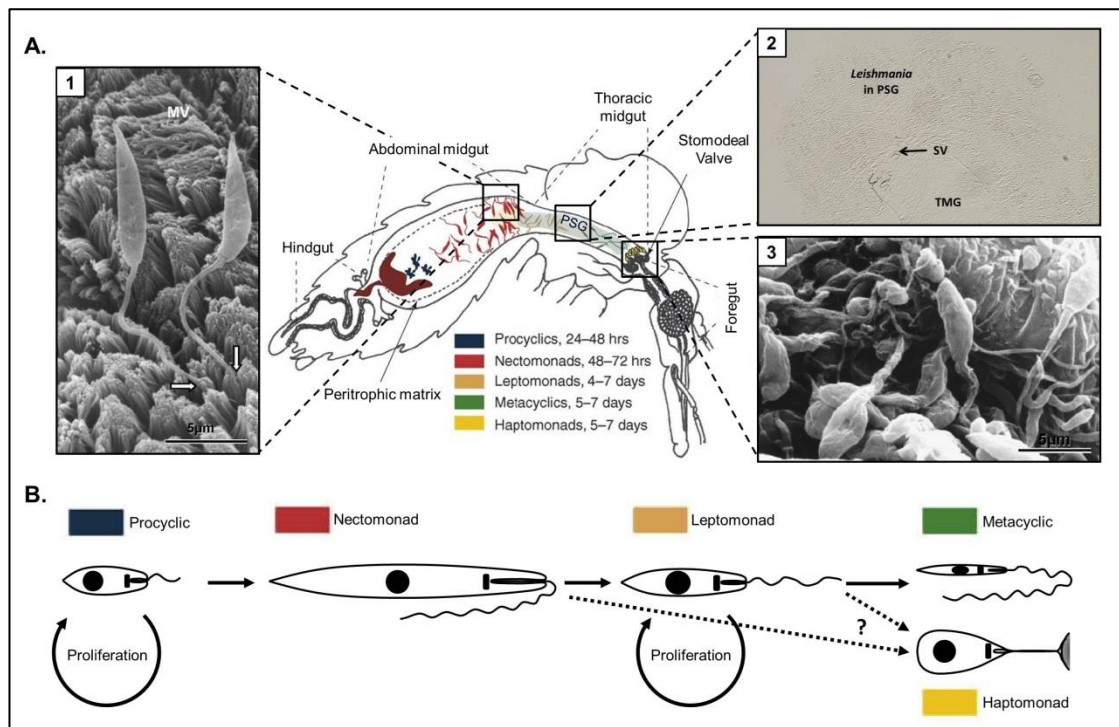 A.
1
MV
5µm
Abdominal midgut
Hindgut
Peritrophic matrix
Thoracic
midgut
Stomodeal
Valve
PSG
Foregut
Procyclics, 24–48 hrs
Nectomonads, 48–72 hrs
Leptomonads, 4–7 days
Metacyclics, 5–7 days
Haptomonads, 5–7 days
2
Leishmania
in PSG
SV
TMG
3
5µm
B.
Procyclic
Nectomonad
Leptomonad
Metacyclic
Proliferation
Proliferation
?
Haptomonad